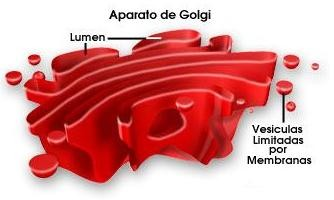 Aparato de Golgi
Lumen
Vesiculas
Limitadas
por
Membranas